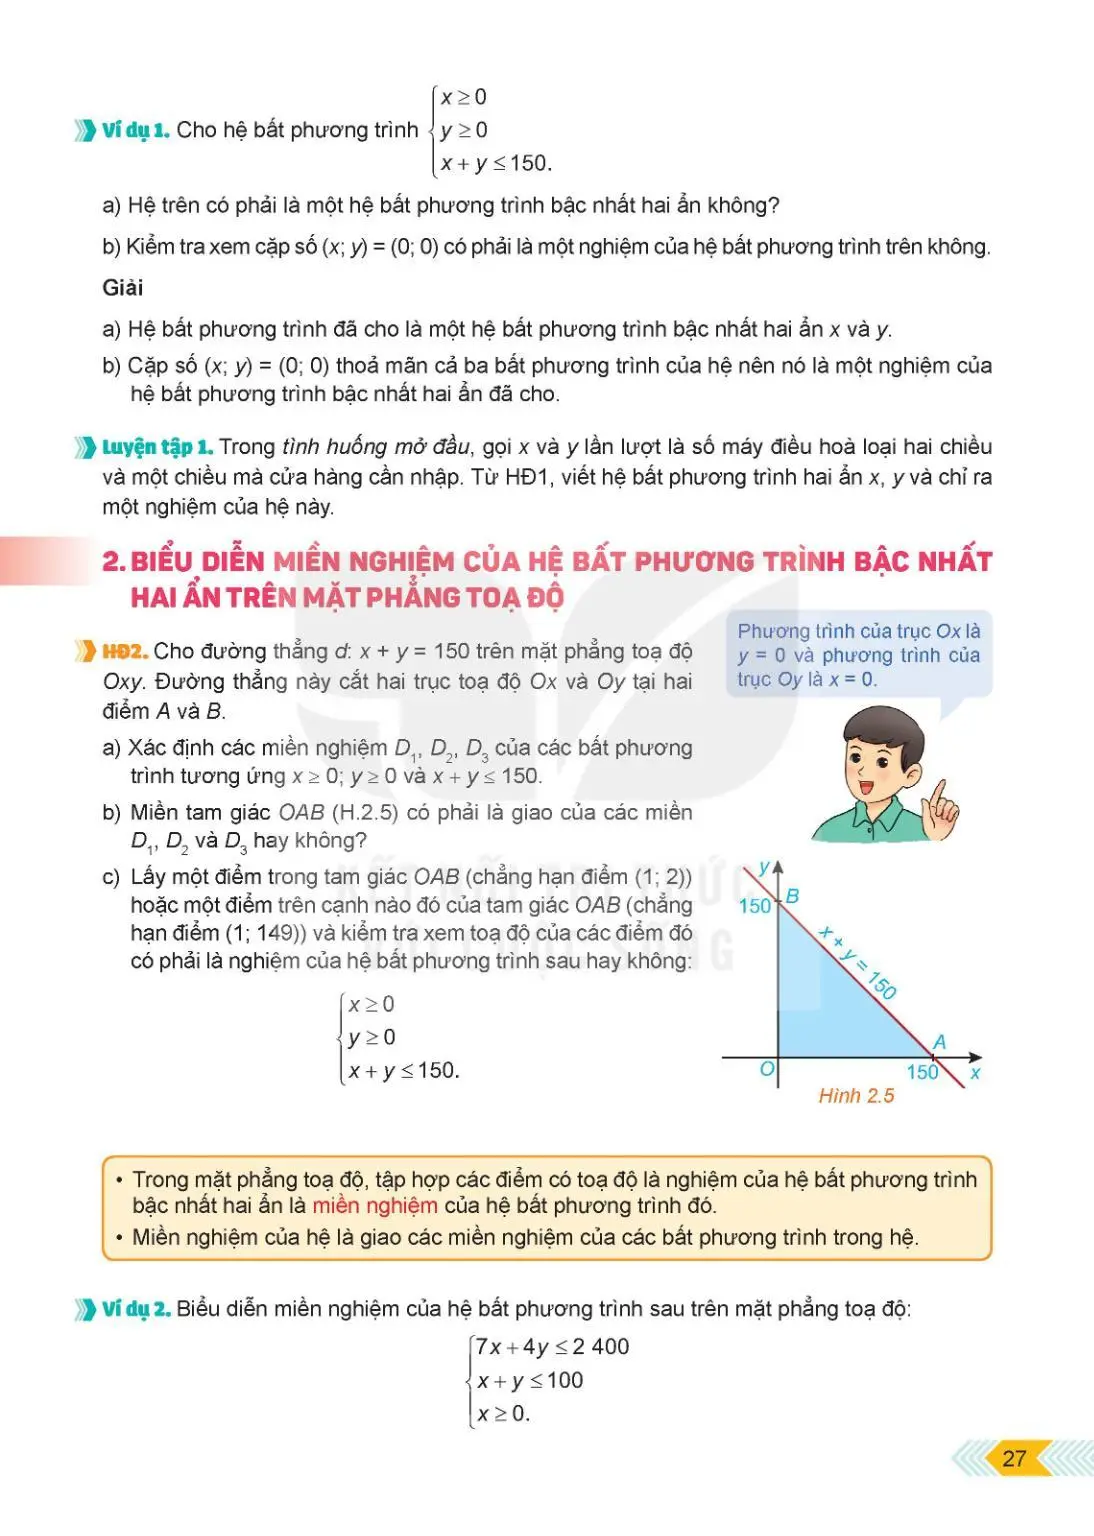 Ví dụ 1. Cho hệ bất phương trình
x ≥ 0
y ≥ 0
x + y ≤ 150.
a) Hệ trên có phải là một hệ bất phương trình bậc nhất hai ẩn không?
b) Kiểm tra xem cặp số (x; y) = (0; 0) có phải là một nghiệm của hệ bất phương trình trên không.
Giải
a) Hệ bất phương trình đã cho là một hệ bất phương trình bậc nhất hai ẩn x và y.
b) Cặp số (x; y) = (0; 0) thoả mãn cả ba bất phương trình của hệ nên nó là một nghiệm của
hệ bất phương trình bậc nhất hai ẩn đã cho.
Luyện tập 1. Trong tình huống mở đầu, gọi x và y lần lượt là số máy điều hoà loại hai chiều
và một chiều mà cửa hàng cần nhập. Từ HĐ1, viết hệ bất phương trình hai ẩn x, y và chỉ ra
một nghiệm của hệ này.
2. BIỂU DIỄN MIỀN NGHIỆM CỦA HỆ BẤT PHƯƠNG TRÌNH BẬC NHẤT
HAI ẨN TRÊN MẶT PHẲNG TOẠ ĐỘ
HĐ2. Cho đường thẳng d: x + y = 150 trên mặt phẳng toạ độ
Oxy. Đường thẳng này cắt hai trục toạ độ Ox và Oy tại hai
điểm A và B.
a) Xác định các miền nghiệm D₁, D₂, D₃ của các bất phương
trình tương ứng x ≥ 0; y ≥ 0 và x + y ≤ 150.
b) Miền tam giác OAB (H.2.5) có phải là giao của các miền
D₁, D₂ và D₃ hay không?
c) Lấy một điểm trong tam giác OAB (chẳng hạn điểm (1; 2))
hoặc một điểm trên cạnh nào đó của tam giác OAB (chẳng
hạn điểm (1; 149)) và kiểm tra xem toạ độ của các điểm đó
có phải là nghiệm của hệ bất phương trình sau hay không:
x ≥ 0
y ≥ 0
x + y ≤ 150.
Phương trình của trục Ox là
y = 0 và phương trình của
trục Oy là x = 0.
y
150
B
x + y = 150
A
O
150
x
Hình 2.5
KẾT NỐI TRI THỨC
VỚI CUỘC SỐNG
• Trong mặt phẳng toạ độ, tập hợp các điểm có toạ độ là nghiệm của hệ bất phương trình
bậc nhất hai ẩn là miền nghiệm của hệ bất phương trình đó.
• Miền nghiệm của hệ là giao các miền nghiệm của các bất phương trình trong hệ.
Ví dụ 2. Biểu diễn miền nghiệm của hệ bất phương trình sau trên mặt phẳng toạ độ:
7x + 4y ≤ 2 400
x + y ≤ 100
x ≥ 0.
27